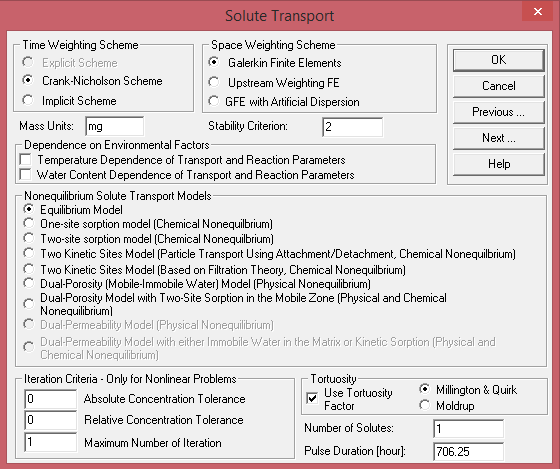 Solute Transport
Time Weighting Scheme
Explicit Scheme
Crank-Nicholson Scheme
Implicit Scheme
Space Weighting Scheme
Galerkin Finite Elements
Upstream Weighting FE
GFE with Artificial Dispersion
OK
Cancel
Previous ...
Next ...
Help
Mass Units: mg
Stability Criterion: 2
Dependence on Environmental Factors
Temperature Dependence of Transport and Reaction Parameters
Water Content Dependence of Transport and Reaction Parameters
Nonequilibrium Solute Transport Models
Equilibrium Model
One-site sorption model (Chemical Nonequilbrium)
Two-site sorption model (Chemical Nonequilbrium)
Two Kinetic Sites Model (Particle Transport Using Attachment/Detachment, Chemical Nonequilbrium)
Two Kinetic Sites Model (Based on Filtration Theory, Chemical Nonequilbrium)
Dual-Porosity (Mobile-Immobile Water) Model (Physical Nonequilibrium)
Dual-Porosity Model with Two-Site Sorption in the Mobile Zone (Physical and Chemical
Nonequilibrium)
Dual-Permeability Model (Physical Nonequilibrium)
Dual-Permeability Model with either Immobile Water in the Matrix or Kinetic Sorption (Physical and
Chemical Nonequilibrium)
Iteration Criteria - Only for Nonlinear Problems
0 Absolute Concentration Tolerance
0 Relative Concentration Tolerance
1 Maximum Number of Iteration
Tortuosity
Use Tortuosity
Factor
Millington & Quirk
Moldrup
Number of Solutes: 1
Pulse Duration [hour]: 706.25